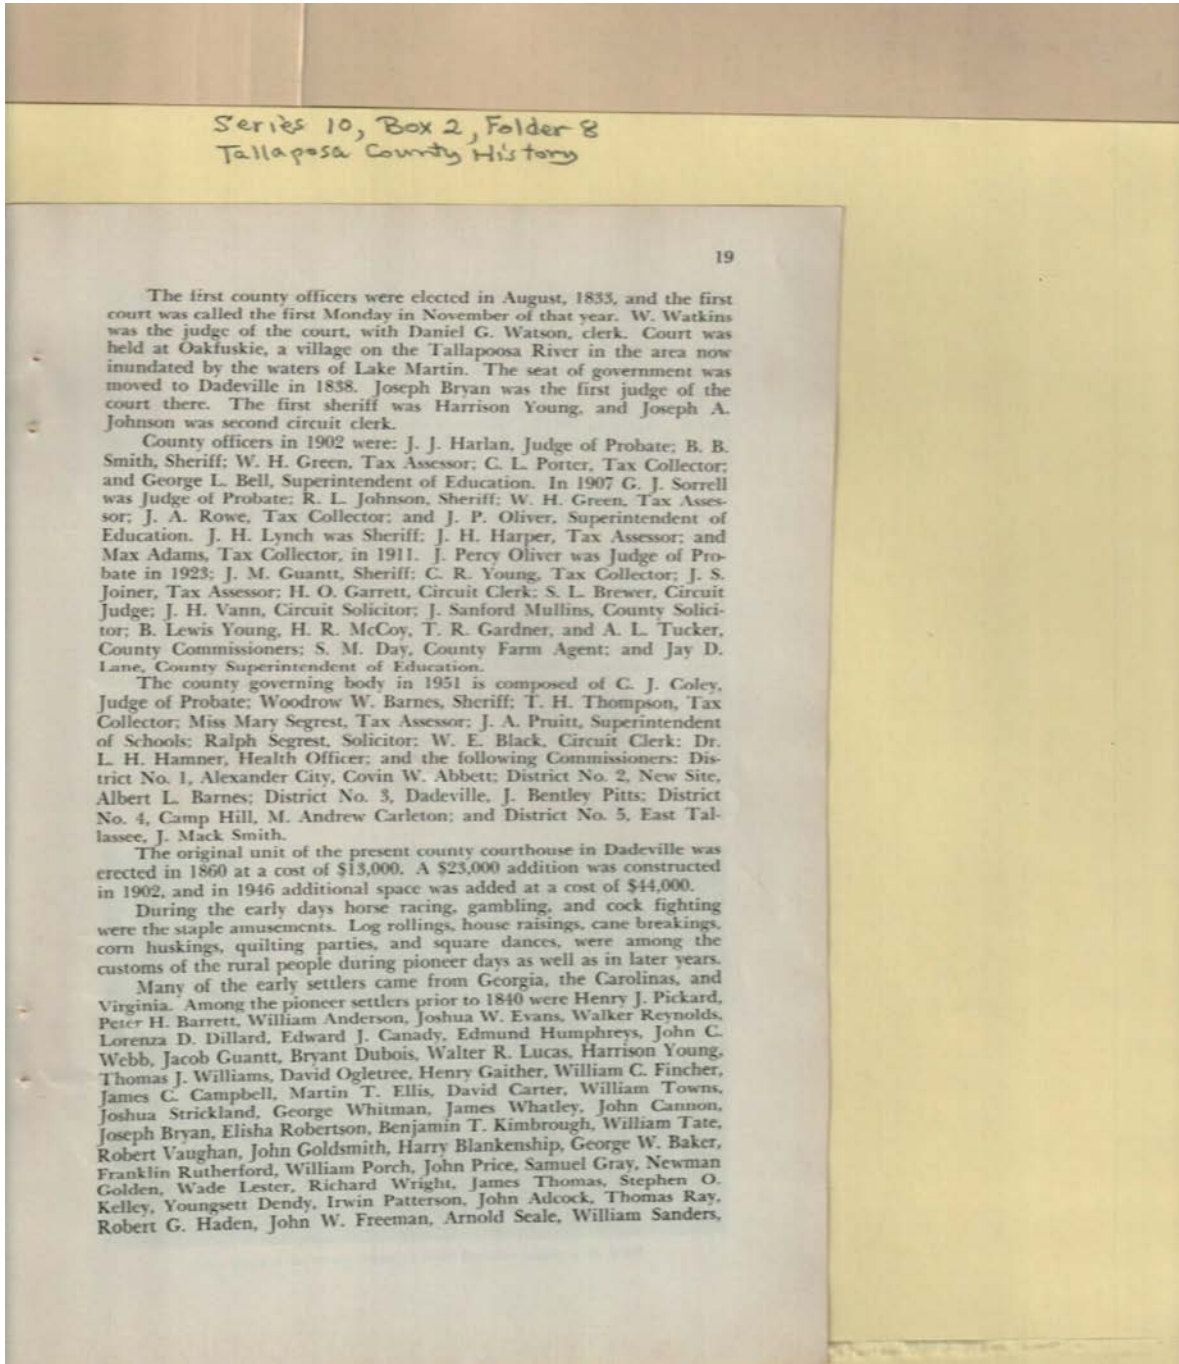 Series 10, Box 2, Folder 8
Tallaposa County History
19
The first county officers were elected in August, 1833, and the first
court was called the first Monday in November of that year. W. Watkins
was the judge of the court, with Daniel G. Watson, clerk. Court was
held at Oakfuskie, a village on the Tallapoosa River in the area now
inundated by the waters of Lake Martin. The seat of government was
moved to Dadeville in 1838. Joseph Bryan was the first judge of the
court there. The first sheriff was Harrison Young, and Joseph A.
Johnson was second circuit clerk.
County officers in 1902 were: J. J. Harlan, Judge of Probate; B. B.
Smith, Sheriff; W. H. Green, Tax Assessor; C. L. Porter, Tax Collector;
and George L. Bell, Superintendent of Education. In 1907 G. J. Sorrell
was Judge of Probate; R. L. Johnson, Sheriff; W. H. Green, Tax Asses-
sor; J. A. Rowe, Tax Collector; and J. P. Oliver, Superintendent of
Education. J. H. Lynch was Sheriff; J. H. Harper, Tax Assessor; and
Max Adams, Tax Collector, in 1911. J. Percy Oliver was Judge of Pro-
bate in 1923; J. M. Guantt, Sheriff; C. R. Young, Tax Collector; J. S.
Joiner, Tax Assessor; H. O. Garrett, Circuit Clerk; S. L. Brewer, Circuit
Judge; J. H. Vann, Circuit Solicitor; J. Sanford Mullins, County Solici-
tor; B. Lewis Young, H. R. McCoy, T. R. Gardner, and A. L. Tucker,
County Commissioners; S. M. Day, County Farm Agent; and Jay D.
Lane, County Superintendent of Education.
The county governing body in 1951 is composed of C. J. Coley,
Judge of Probate; Woodrow W. Barnes, Sheriff; T. H. Thompson, Tax
Collector; Miss Mary Segrest, Tax Assessor; J. A. Pruitt, Superintendent
of Schools; Ralph Segrest, Solicitor; W. E. Black, Circuit Clerk; Dr.
L. H. Hamner, Health Officer; and the following Commissioners: Dis-
trict No. 1, Alexander City, Covin W. Abbett; District No. 2, New Site,
Albert L. Barnes; District No. 3, Dadeville, J. Bentley Pitts; District
No. 4, Camp Hill, M. Andrew Carleton; and District No. 5, East Tal-
lassee, J. Mack Smith.
The original unit of the present county courthouse in Dadeville was
erected in 1860 at a cost of $13,000. A $23,000 addition was constructed
in 1902, and in 1946 additional space was added at a cost of $44,000.
During the early days horse racing, gambling, and cock fighting
were the staple amusements. Log rollings, house raisings, cane breakings,
corn huskings, quilting parties, and square dances, were among the
customs of the rural people during pioneer days as well as in later years.
Many of the early settlers came from Georgia, the Carolinas, and
Virginia. Among the pioneer settlers prior to 1840 were Henry J. Pickard,
Peter H. Barrett, William Anderson, Joshua W. Evans, Walker Reynolds,
Lorenza D. Dillard, Edward J. Canady, Edmund Humphreys, John C.
Webb, Jacob Guantt, Bryant Dubois, Walter R. Lucas, Harrison Young,
Thomas J. Williams, David Ogletree, Henry Gaither, William C. Fincher,
James C. Campbell, Martin T. Ellis, David Carter, William Towns,
Joshua Strickland, George Whitman, James Whatley, John Cannon,
Joseph Bryan, Elisha Robertson, Benjamin T. Kimbrough, William Tate,
Robert Vaughan, John Goldsmith, Harry Blankenship, George W. Baker,
Franklin Rutherford, William Porch, John Price, Samuel Gray, Newman
Golden, Wade Lester, Richard Wright, James Thomas, Stephen O.
Kelley, Youngsett Dendy, Irwin Patterson, John Adcock, Thomas Ray,
Robert G. Haden, John W. Freeman, Arnold Seale, William Sanders,